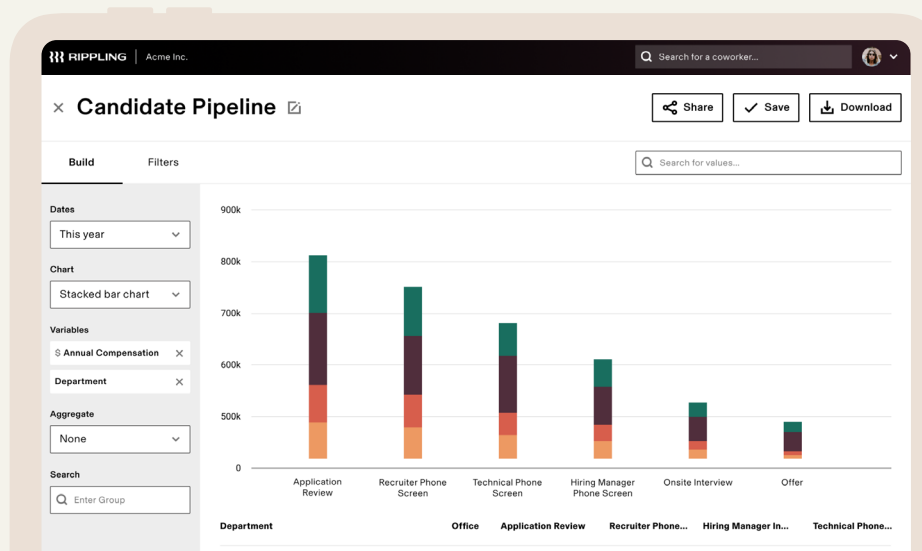 RIPPLING Acme Inc. Search for a coworker...
Candidate Pipeline Share Save Download
Build Filters Search for values...
Dates
This year
Chart
Stacked bar chart
Variables
$ Annual Compensation
Department
Aggregate
None
Search
Enter Group
900k
800k
700k
600k
500k
0
Application
Review
Recruiter Phone
Screen
Technical Phone
Screen
Hiring Manager
Phone Screen
Onsite Interview
Offer
Department Office Application Review Recruiter Phone... Hiring Manager In... Technical Phone...